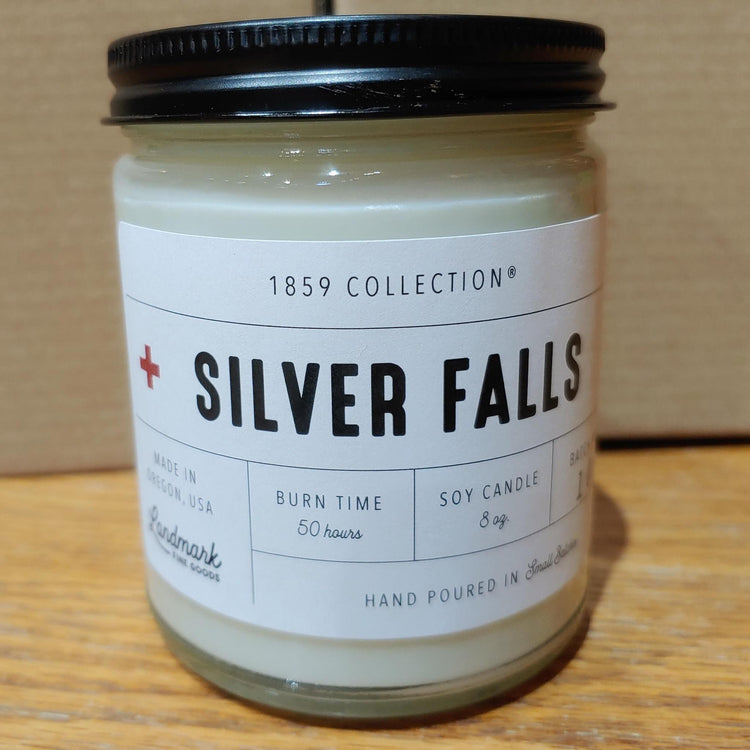 1859 COLLECTION®
+ SILVER FALLS
MADE IN
OREGON, USA
Landmark
FINE GOODS
BURN TIME
50 hours
SOY CANDLE
8 oz.
HAND POURED IN Small